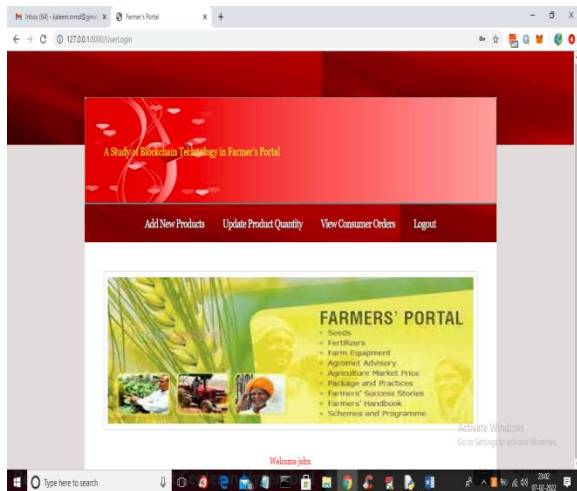 Inbox (64) - kaleem.mmd@gmai
Farmer's Portal
127.0.0.1:8000/UserLogin
A Study of Blockchain Technology in Farmer's Portal
Add New Products Update Product Quantity View Consumer Orders Logout
FARMERS' PORTAL
Seeds
Fertilizers
Farm Equipment
Agromet Advisory
Agriculture Market Price
Package and Practices
Farmers' Success Stories
Farmers' Handbook
Schemes and Programme
Activate Windows
Go to Settings to activate Windows.
Welcome john
Type here to search
23:02
07-02-2022